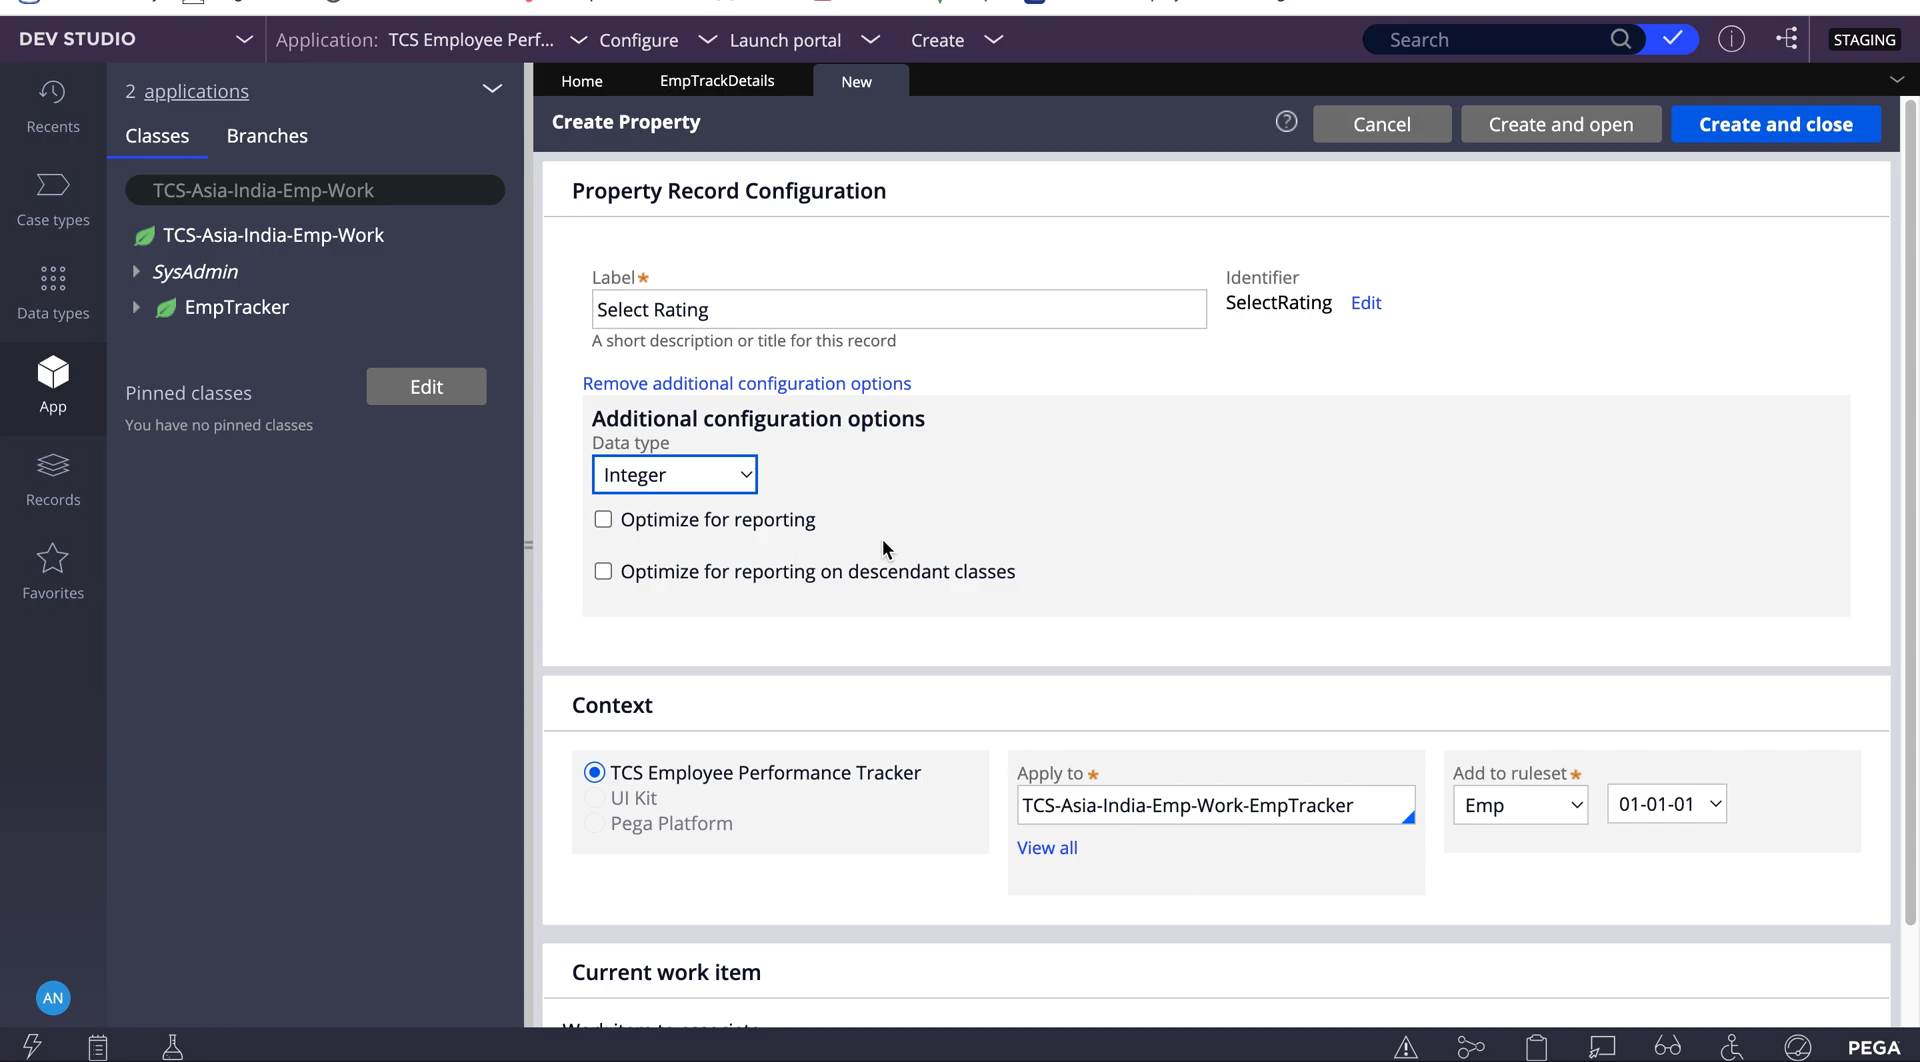 DEV STUDIO
Application: TCS Employee Perf... Configure Launch portal Create
Search
STAGING
Recents
Case types
Data types
App
Records
Favorites
AN
2 applications
Classes Branches
TCS-Asia-India-Emp-Work
TCS-Asia-India-Emp-Work
SysAdmin
EmpTracker
Pinned classes Edit
You have no pinned classes
Home EmpTrackDetails New
Create Property
Cancel Create and open Create and close
Property Record Configuration
Label*
Select Rating
A short description or title for this record
Identifier
SelectRating Edit
Remove additional configuration options
Additional configuration options
Data type
Integer
Optimize for reporting
Optimize for reporting on descendant classes
Context
TCS Employee Performance Tracker
UI Kit
Pega Platform
Apply to *
TCS-Asia-India-Emp-Work-EmpTracker
View all
Add to ruleset *
Emp 01-01-01
Current work item
PEGA